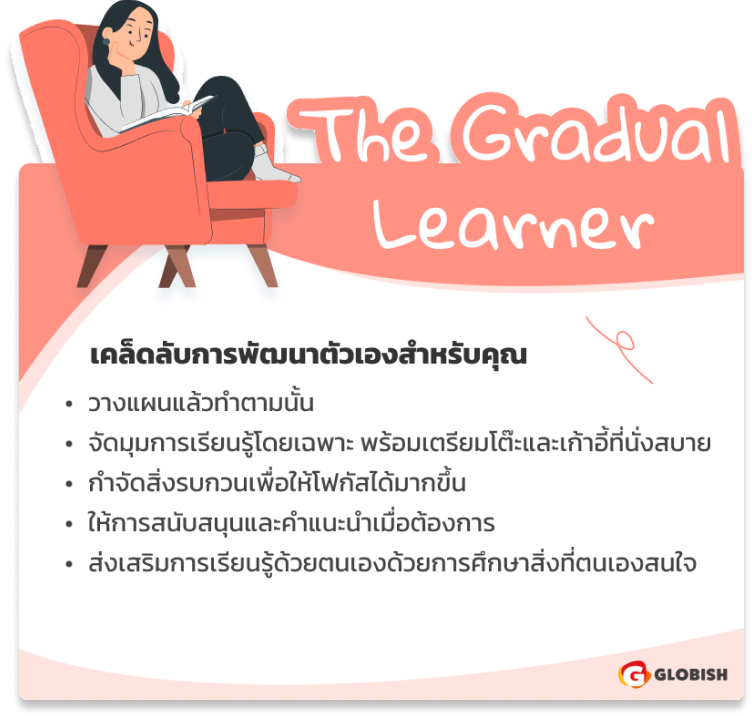 The Gradual
Learner
เคล็ดลับการพัฒนาตัวเองสำหรับคุณ
• วางแผนแล้วทำตามนั้น
• จัดมุมการเรียนรู้โดยเฉพาะ พร้อมเตรียมโต๊ะและเก้าอี้ที่นั่งสบาย
• กำจัดสิ่งรบกวนเพื่อให้โฟกัสได้มากขึ้น
• ให้การสนับสนุนและคำแนะนำเมื่อต้องการ
• ส่งเสริมการเรียนรู้ด้วยตนเองด้วยการศึกษาสิ่งที่ตนเองสนใจ
GLOBISH